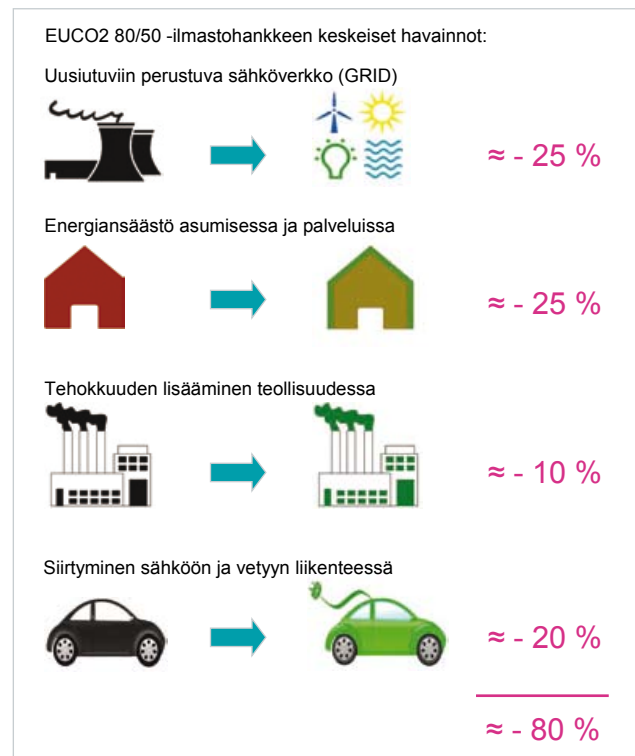 EUCO2 80/50 -ilmastohankkeen keskeiset havainnot:
Uusiutuviin perustuva sähköverkko (GRID)
≈ - 25 %
Energiansäästö asumisessa ja palveluissa
≈ - 25 %
Tehokkuuden lisääminen teollisuudessa
≈ - 10 %
Siirtyminen sähköön ja vetyyn liikenteessä
≈ - 20 %
≈ - 80 %